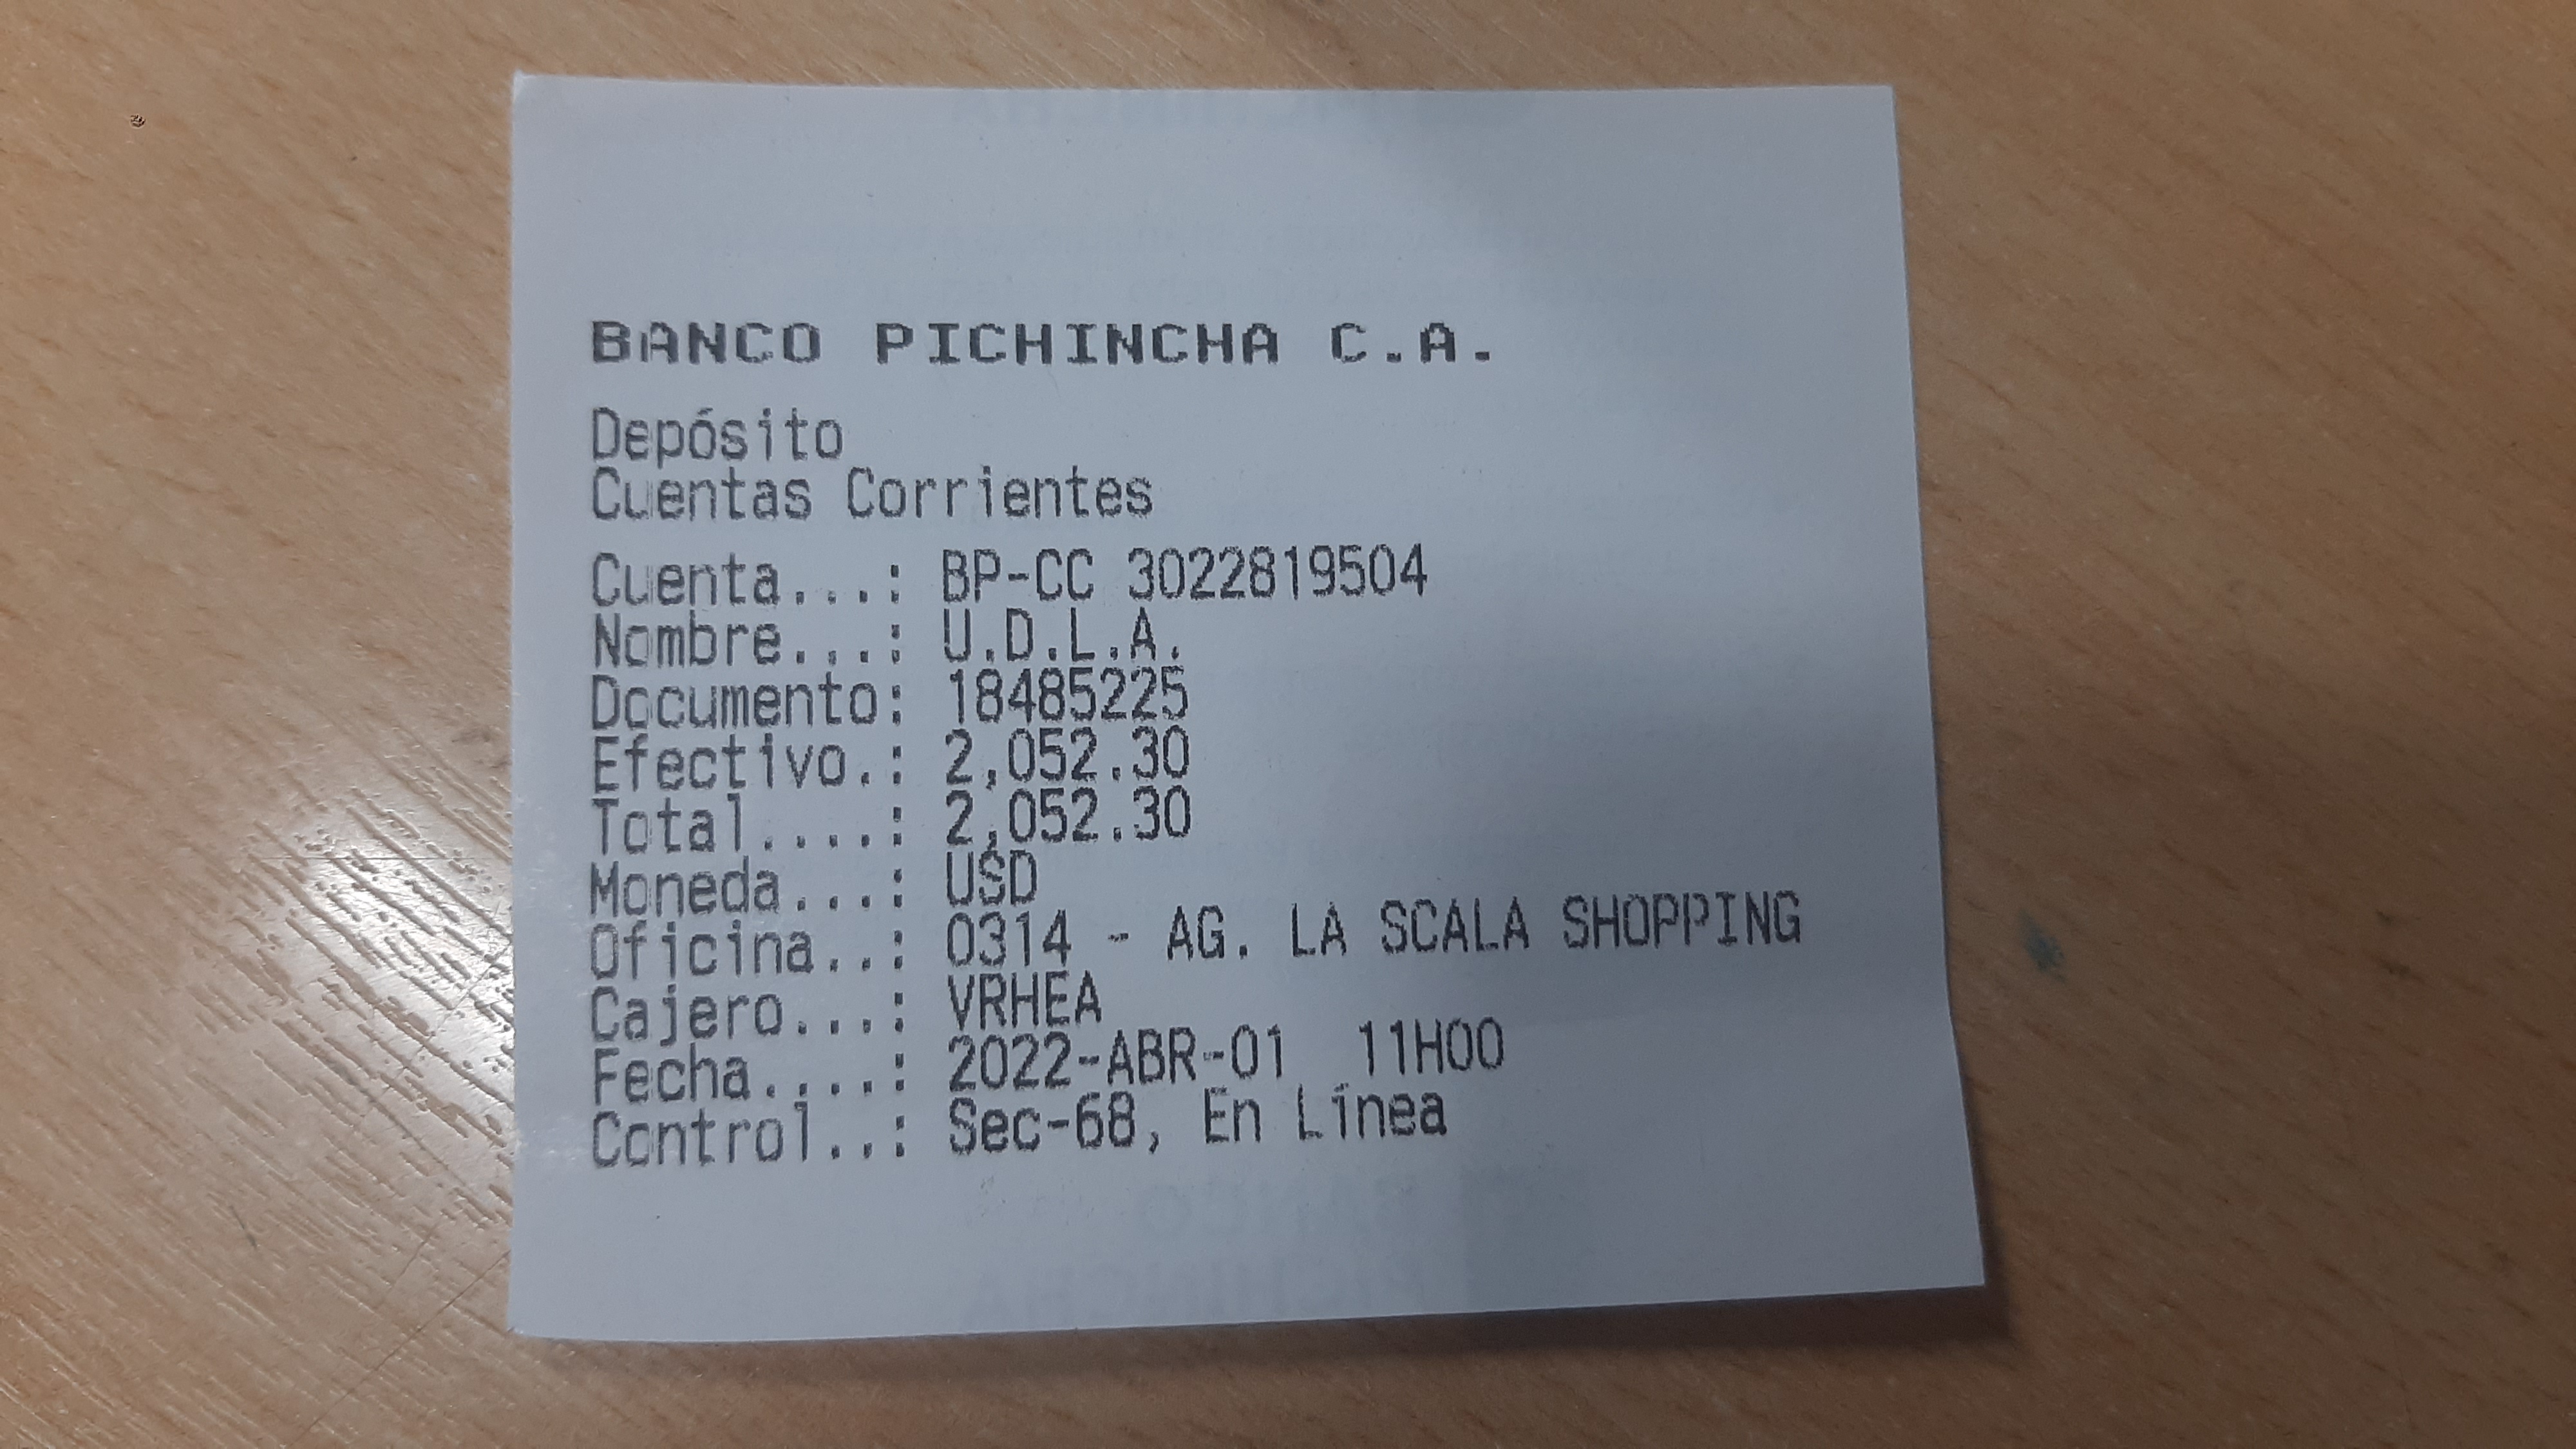 BANCO PICHINCHA C.A.
Depósito
Cuentas Corrientes
Cuenta...: BP-CC 3022819504
Nombre...: U.D.L.A.
Documento: 18485225
Efectivo.: 2,052.30
Total....: 2,052.30
Moneda...: USD
Oficina..: 0314 - AG. LA SCALA SHOPPING
Cajero...: VRHEA
Fecha....: 2022-ABR-01 11H00
Control..: Sec-68, En Línea